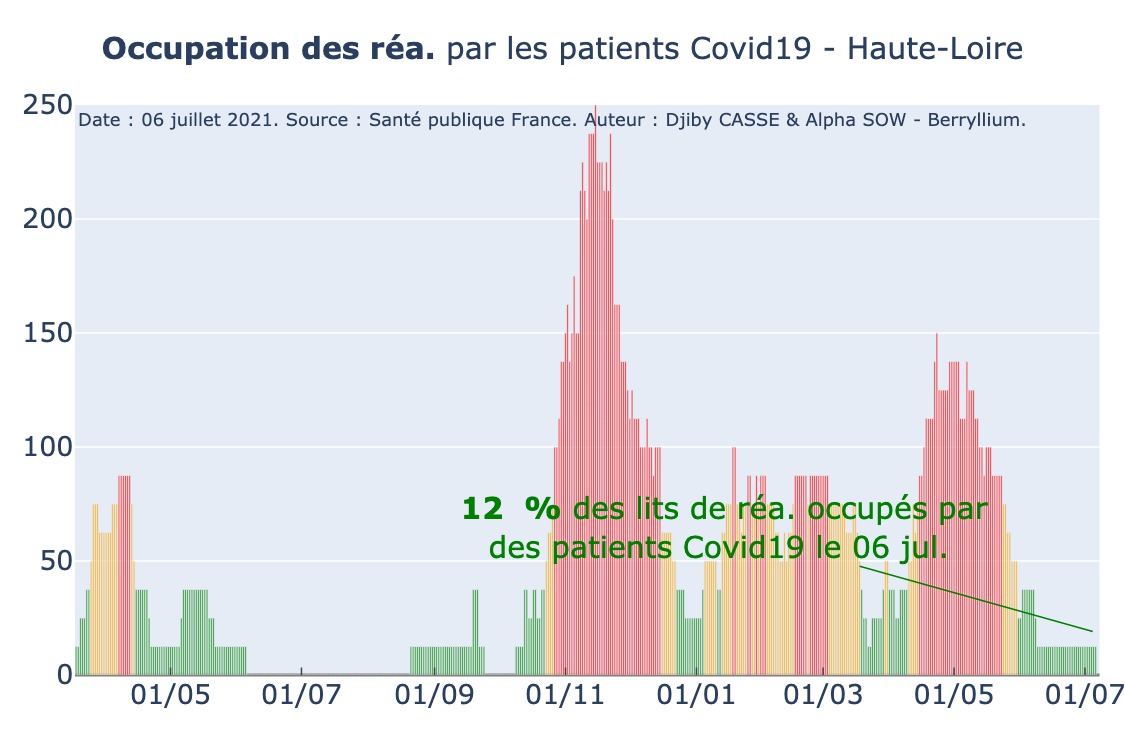 Occupation des réa. par les patients Covid19 - Haute-Loire
250
Date : 06 juillet 2021. Source : Santé publique France. Auteur : Djiby CASSE & Alpha SOW - Berryllium.
200
150
100
12 % des lits de réa. occupés par
des patients Covid19 le 06 jul.
50
0
01/05 01/07 01/09 01/11 01/01 01/03 01/05 01/07